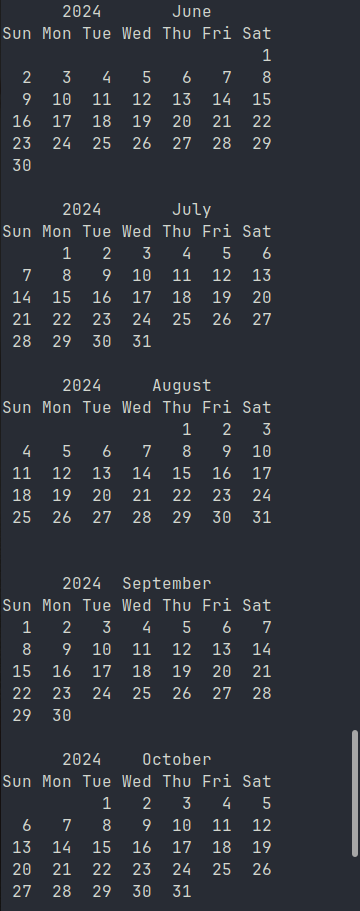 2024       June
Sun Mon Tue Wed Thu Fri Sat
                          1
  2   3   4   5   6   7   8
  9  10  11  12  13  14  15
 16  17  18  19  20  21  22
 23  24  25  26  27  28  29
 30
      2024       July
Sun Mon Tue Wed Thu Fri Sat
      1   2   3   4   5   6
  7   8   9  10  11  12  13
 14  15  16  17  18  19  20
 21  22  23  24  25  26  27
 28  29  30  31
      2024     August
Sun Mon Tue Wed Thu Fri Sat
                  1   2   3
  4   5   6   7   8   9  10
 11  12  13  14  15  16  17
 18  19  20  21  22  23  24
 25  26  27  28  29  30  31
      2024  September
Sun Mon Tue Wed Thu Fri Sat
  1   2   3   4   5   6   7
  8   9  10  11  12  13  14
 15  16  17  18  19  20  21
 22  23  24  25  26  27  28
 29  30
      2024    October
Sun Mon Tue Wed Thu Fri Sat
          1   2   3   4   5
  6   7   8   9  10  11  12
 13  14  15  16  17  18  19
 20  21  22  23  24  25  26
 27  28  29  30  31